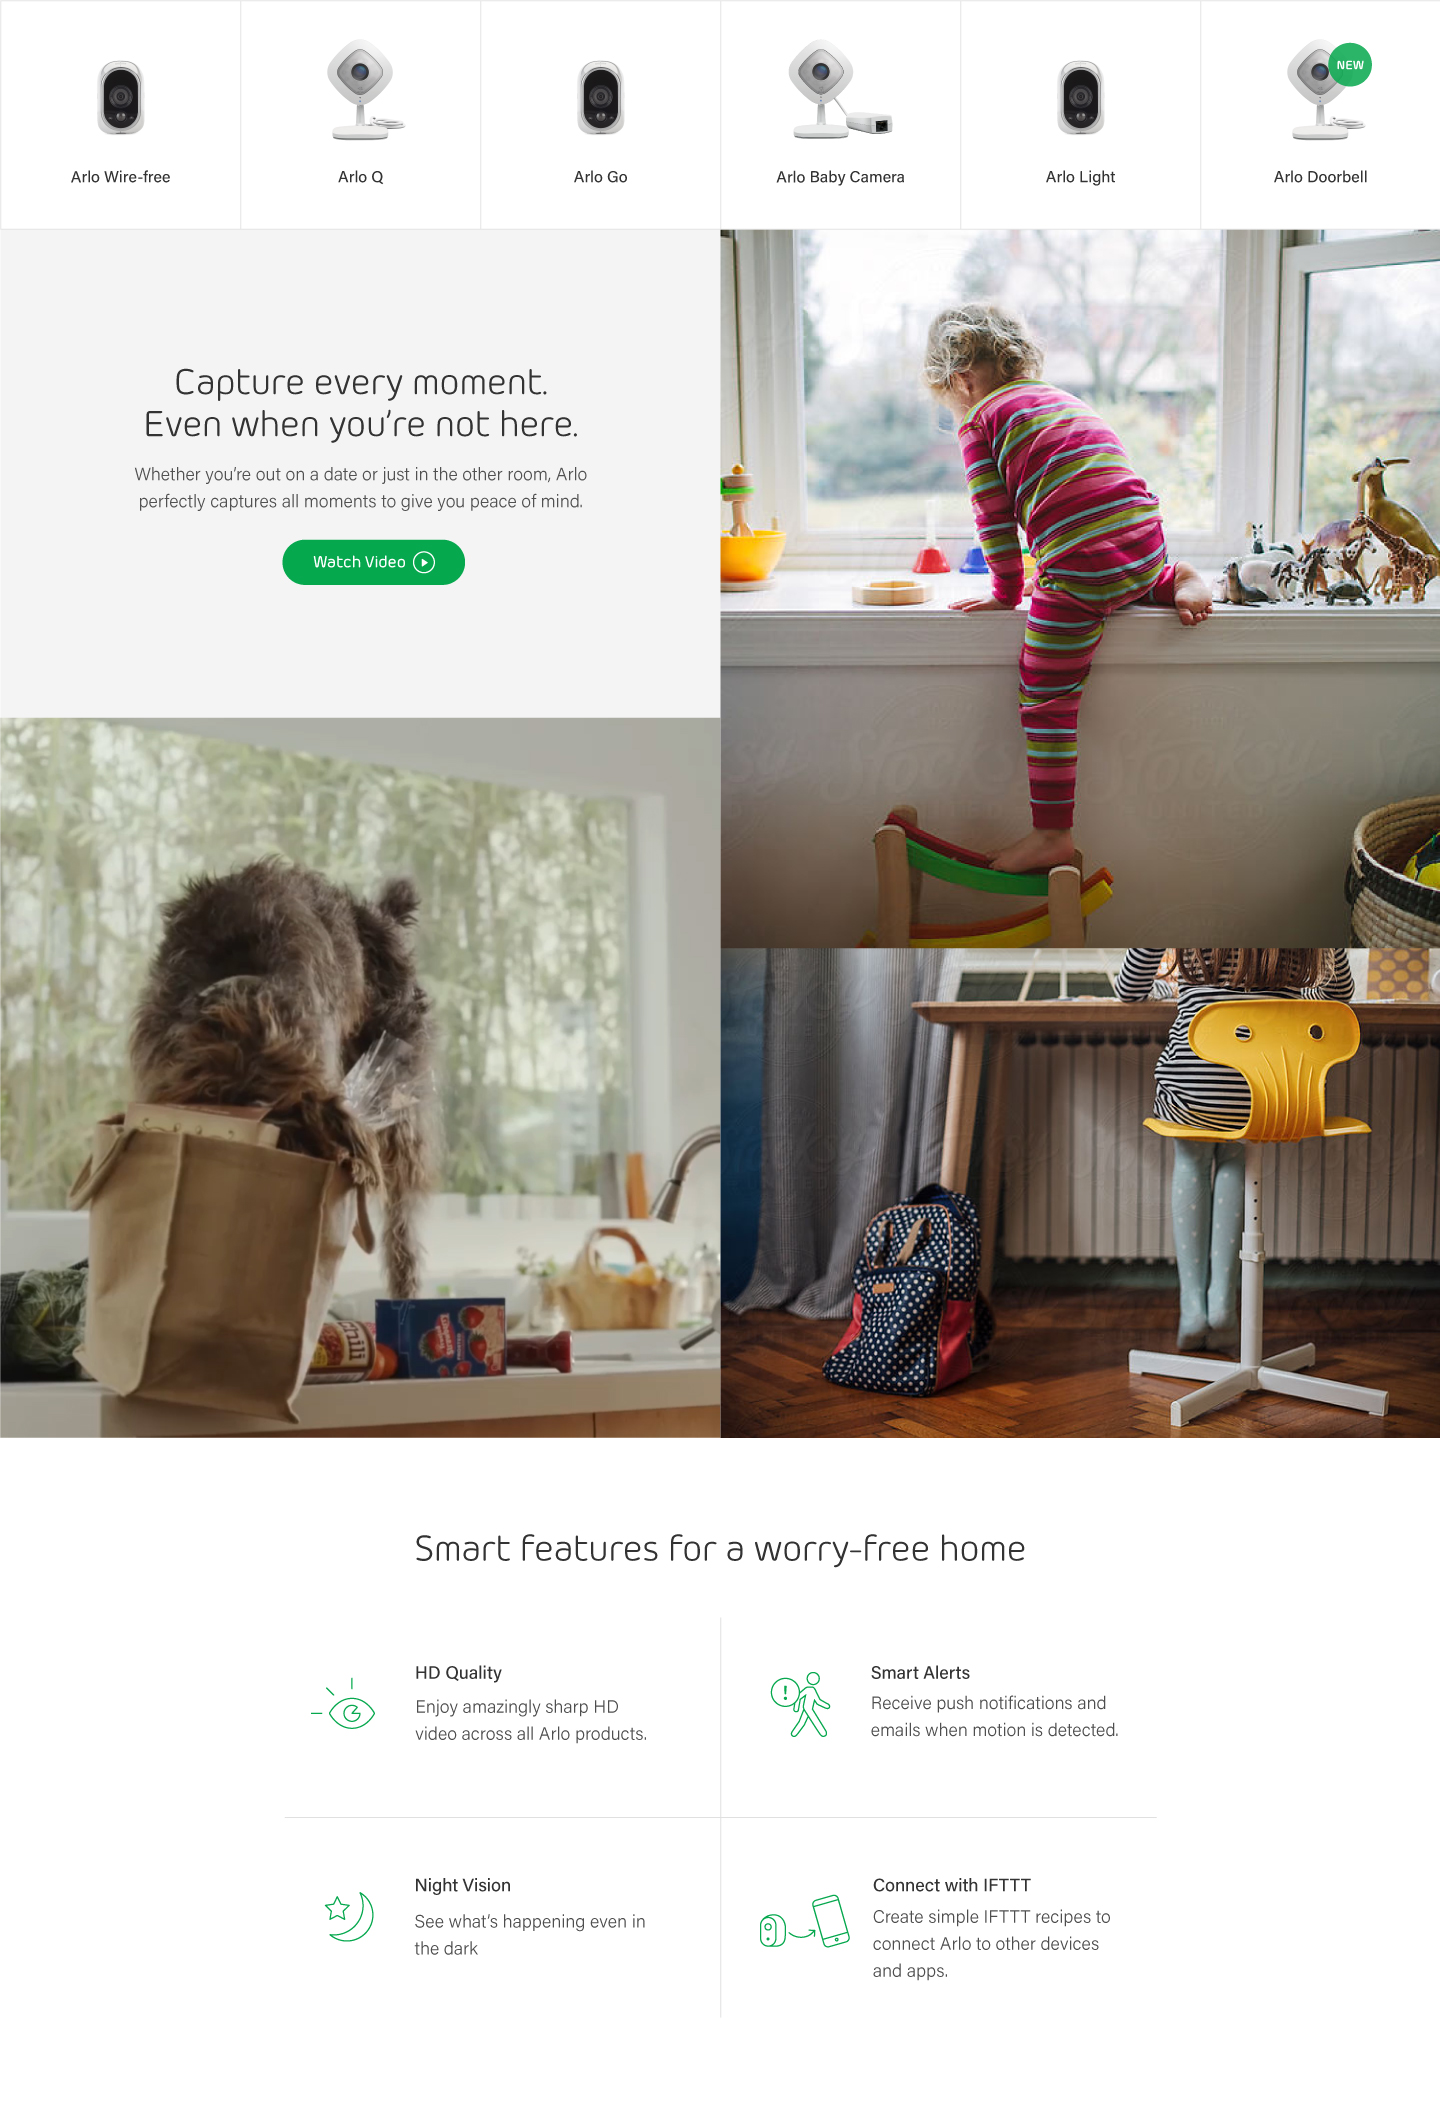 NEW
Arlo Wire-free
Arlo Q
Arlo Go
Arlo Baby Camera
Arlo Light
Arlo Doorbell
Capture every moment.
Even when you're not here.
Whether you're out on a date or just in the other room, Arlo
perfectly captures all moments to give you peace of mind.
Watch Video
Stocksy
Smart features for a worry-free home
HD Quality
Enjoy amazingly sharp HD
video across all Arlo products.
Smart Alerts
Receive push notifications and
emails when motion is detected.
Night Vision
See what's happening even in
the dark
Connect with IFTTT
Create simple IFTTT recipes to
connect Arlo to other devices
and apps.